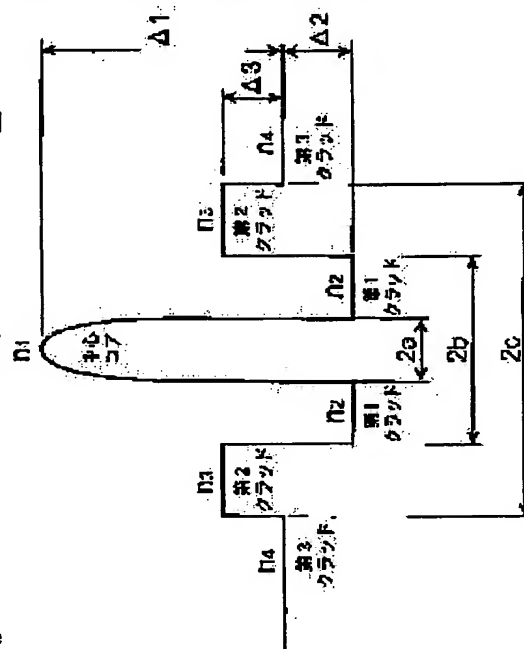 n1
Δ1
中心
コア
n3
第2
クラッド
Δ3
n3
第2
クラッド
n4
第3
クラッド
n4
第3
クラッド
Δ2
n2
第1
クラッド
n2
第1
クラッド
2a
2b
2c